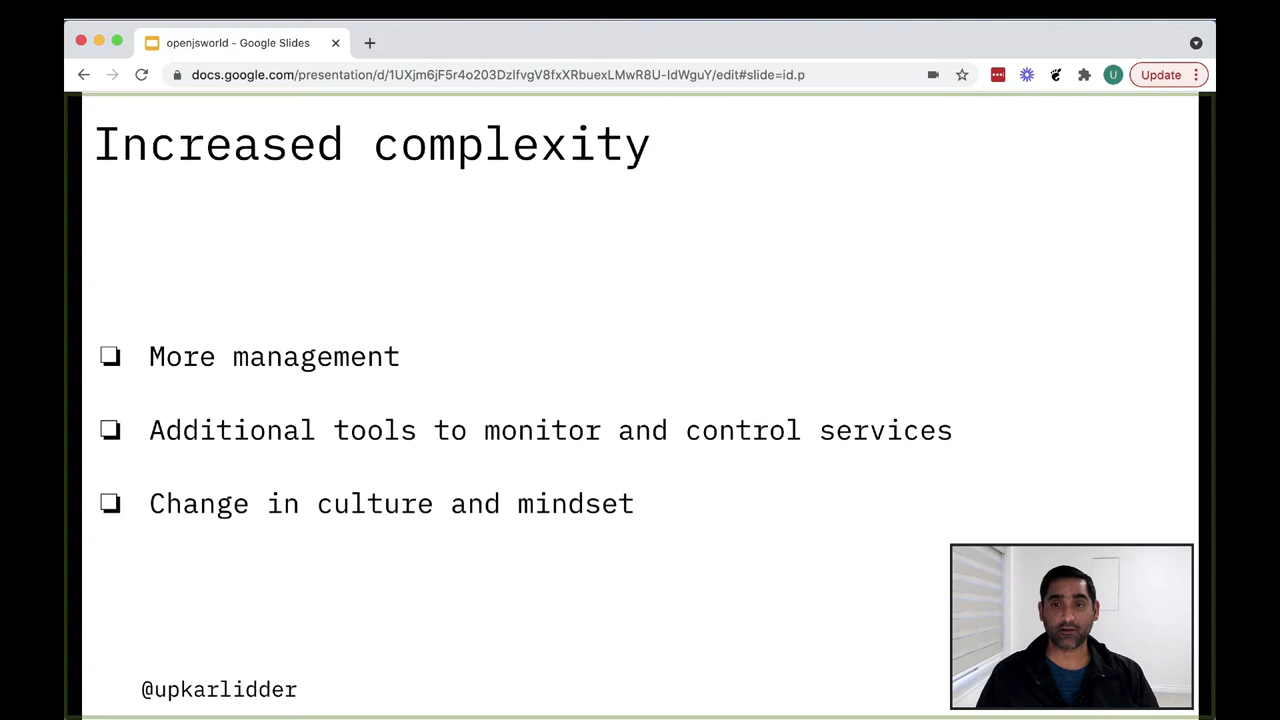 openjsworld - Google Slides
docs.google.com/presentation/d/1UXjm6jF5r4o203DzIfvgV8fxXRbuexLMwR8U-IdWguY/edit#slide=id.p
U
Update
Increased complexity
More management
Additional tools to monitor and control services
Change in culture and mindset
@upkarlidder